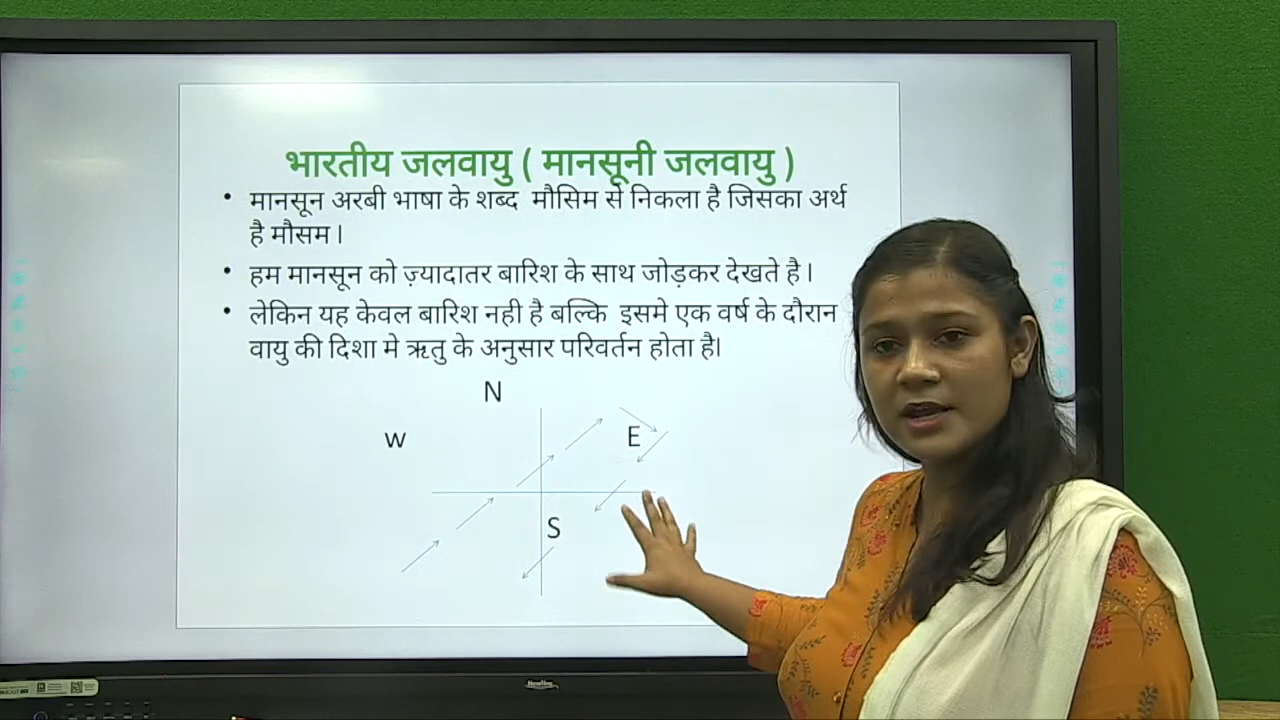 भारतीय जलवायु ( मानसूनी जलवायु )
• मानसून अरबी भाषा के शब्द मौसिम से निकला है जिसका अर्थ
है मौसम ।
• हम मानसून को ज़्यादातर बारिश के साथ जोड़कर देखते है ।
• लेकिन यह केवल बारिश नही है बल्कि इसमे एक वर्ष के दौरान
वायु की दिशा मे ऋतु के अनुसार परिवर्तन होता है।
N
w
E
S